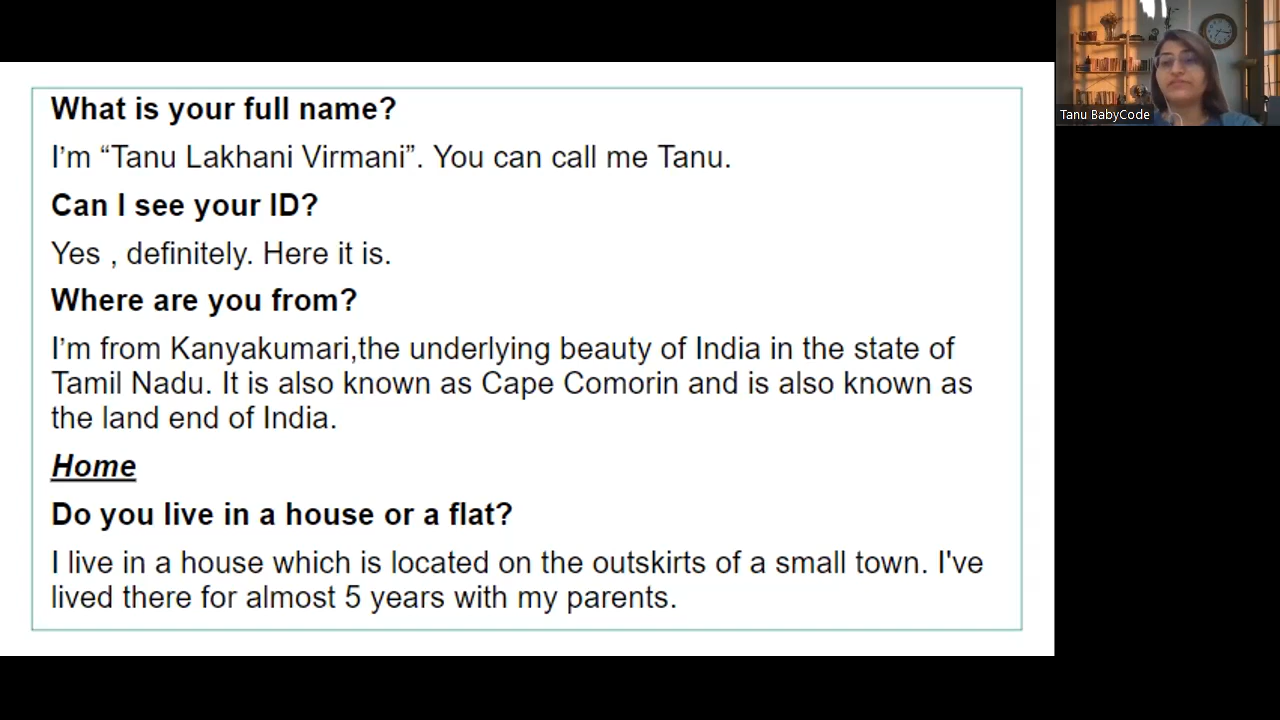 What is your full name?
I’m “Tanu Lakhani Virmani”. You can call me Tanu.
Can I see your ID?
Yes , definitely. Here it is.
Where are you from?
I’m from Kanyakumari,the underlying beauty of India in the state of
Tamil Nadu. It is also known as Cape Comorin and is also known as
the land end of India.
Home
Do you live in a house or a flat?
I live in a house which is located on the outskirts of a small town. I've
lived there for almost 5 years with my parents.
Tanu BabyCode